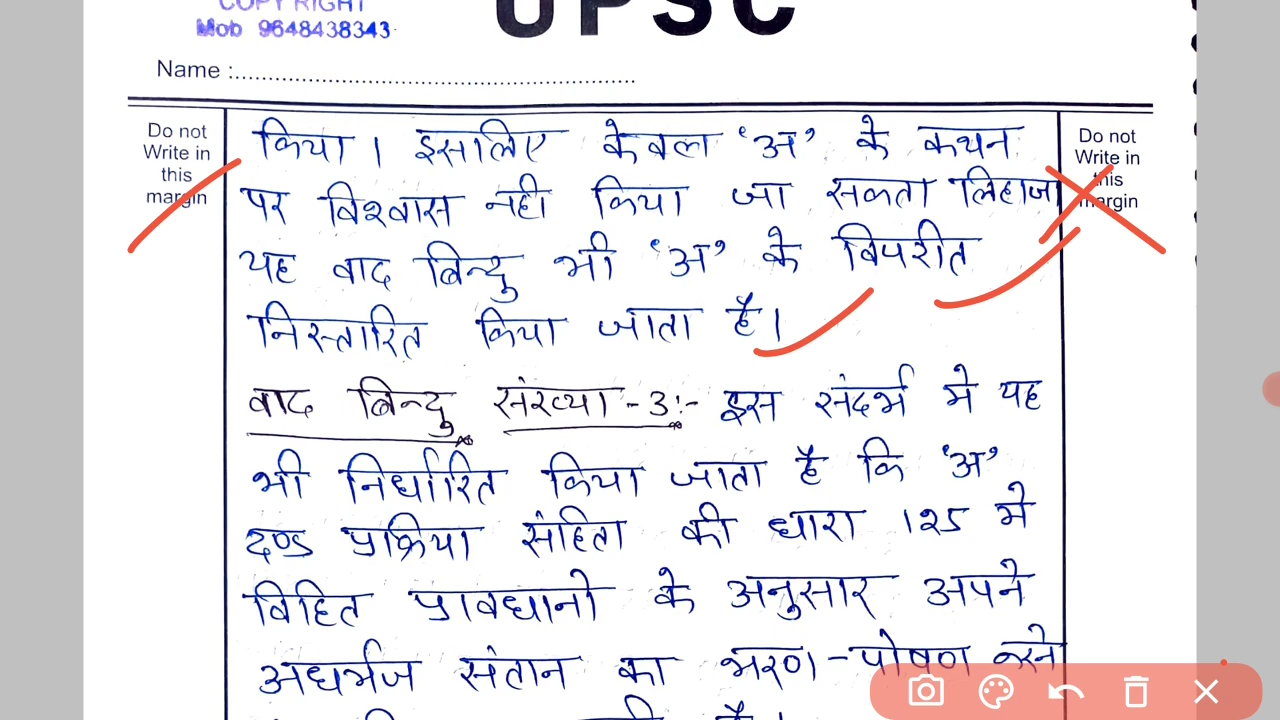 COPY RIGHT
Mob 9648438343
UPSC
Name :
Do not
Write in
this
margin
Do not
Write in
this
margin
किया। इसलिए केवल 'अ' के कथन
पर विश्वास नही किया जा सकता लिहाजा
यह वाद बिन्दु भी 'अ' के विपरीत
निस्तारित किया जाता है।
वाद बिन्दु संख्या-3:- इस संदर्भ मे यह
भी निर्धारित किया जाता है कि 'अ'
दण्ड प्रक्रिया संहिता की धारा 125 मे
विहित प्रावधानो के अनुसार अपने
अधर्मज संतान का भरण-पोषण करने